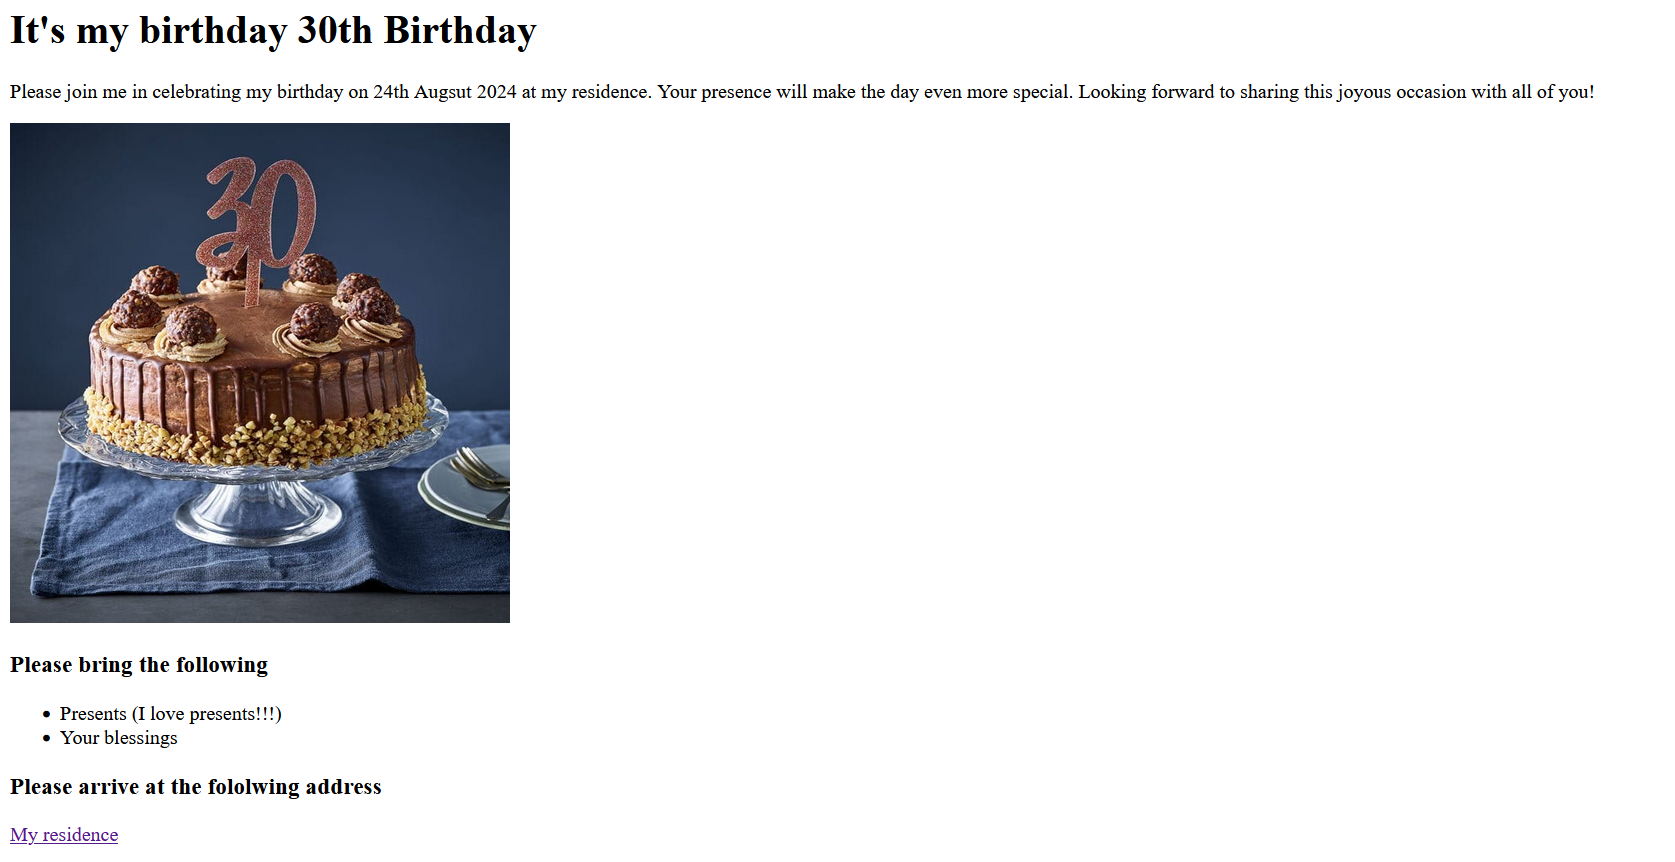 It's my birthday 30th Birthday
Please join me in celebrating my birthday on 24th Augsut 2024 at my residence. Your presence will make the day even more special. Looking forward to sharing this joyous occasion with all of you!
30
Please bring the following
Presents (I love presents!!!)
Your blessings
Please arrive at the fololwing address
My residence